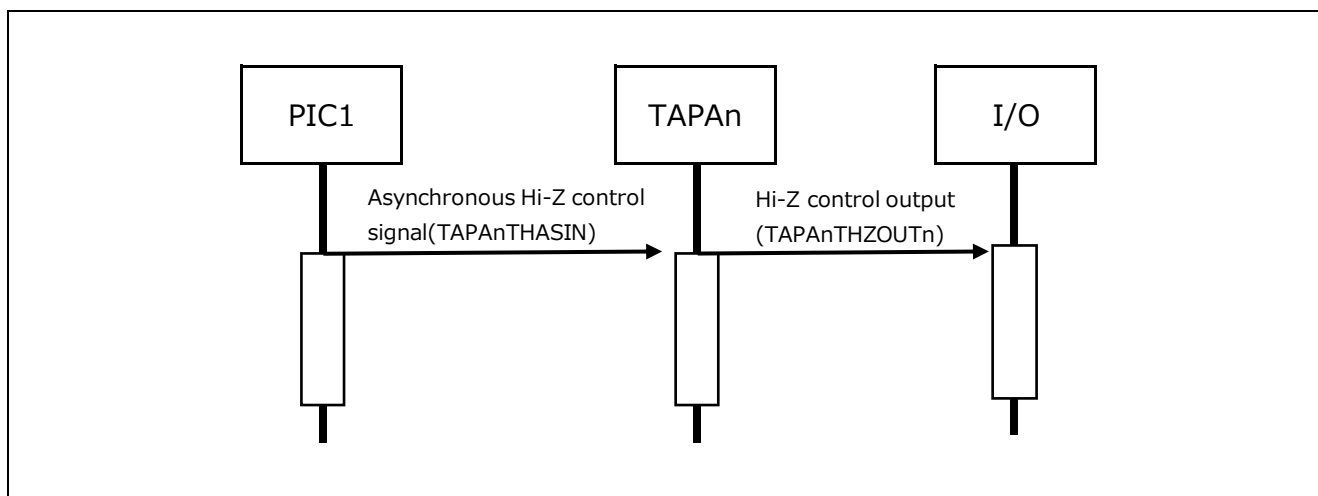 PIC1
TAPAn
I/O
Asynchronous Hi-Z control
signal(TAPAnTHASIN)
Hi-Z control output
(TAPAnTHZOUTn)